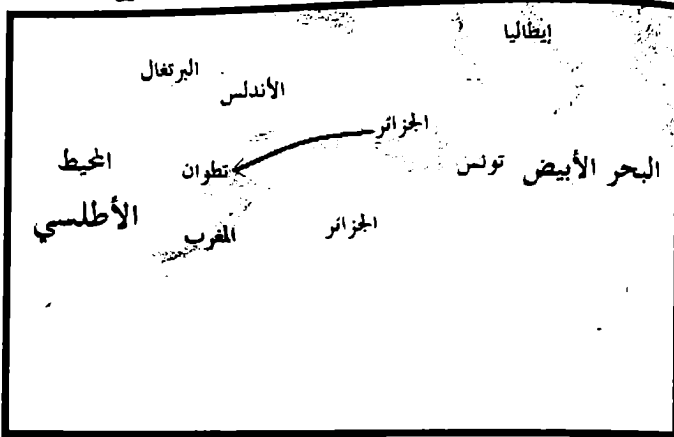 إيطاليا
البرتغال
الأندلس
الجزائر
البحر الأبيض
تونس
تطوان
المحيط
الأطلسي
الجزائر
المغرب